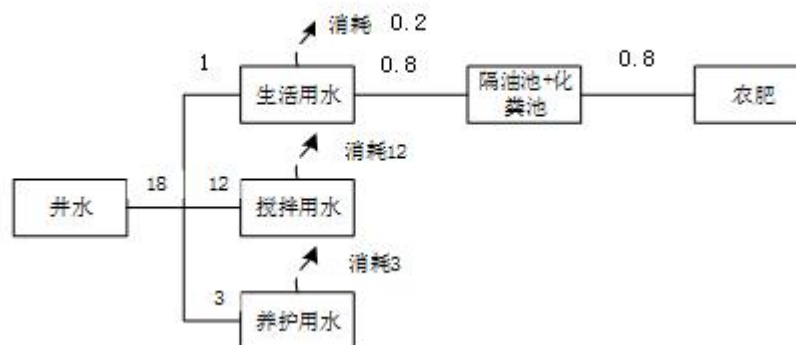 消耗 0.2
1
生活用水
0.8
隔油池+化
粪池
0.8
农肥
消耗12
井水
18
12
搅拌用水
消耗3
3
养护用水